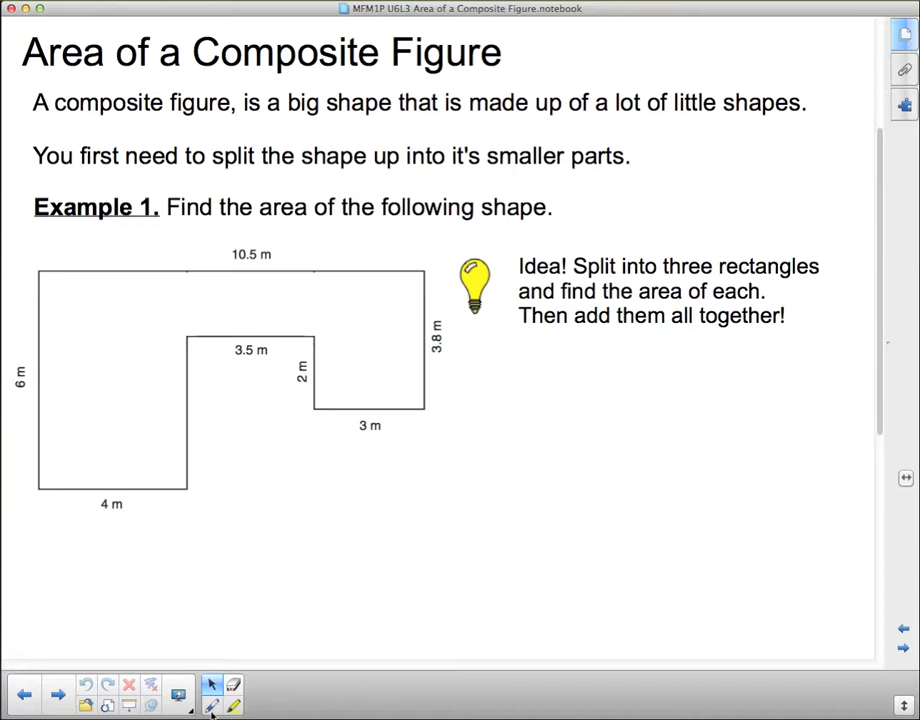 MFM1P U6L3 Area of a Composite Figure.notebook
Area of a Composite Figure
A composite figure, is a big shape that is made up of a lot of little shapes.
You first need to split the shape up into it's smaller parts.
Example 1. Find the area of the following shape.
10.5 m
Idea! Split into three rectangles
and find the area of each.
Then add them all together!
3.8 m
3.5 m
2 m
6 m
3 m
4 m